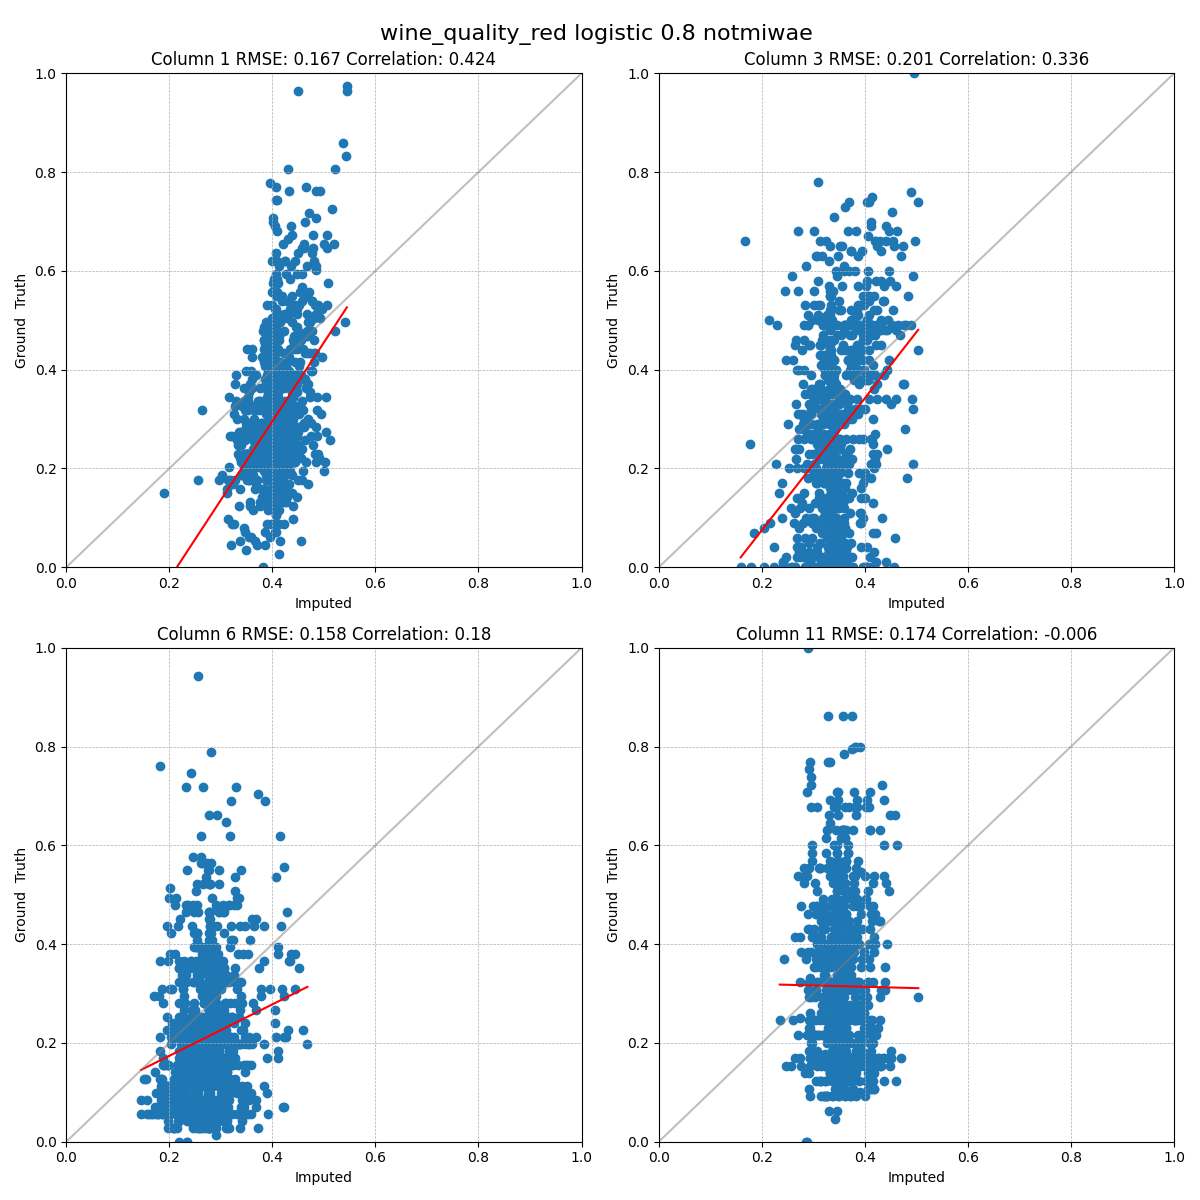 wine_quality_red logistic 0.8 notmiwae
Column 1 RMSE: 0.167 Correlation: 0.424
1.0
0.8
0.6
0.4
0.2
0.0
Ground Truth
0.0 0.2 0.4 0.6 0.8 1.0
Imputed
Column 3 RMSE: 0.201 Correlation: 0.336
1.0
0.8
0.6
0.4
0.2
0.0
Ground Truth
0.0 0.2 0.4 0.6 0.8 1.0
Imputed
Column 6 RMSE: 0.158 Correlation: 0.18
1.0
0.8
0.6
0.4
0.2
0.0
Ground Truth
0.0 0.2 0.4 0.6 0.8 1.0
Imputed
Column 11 RMSE: 0.174 Correlation: -0.006
1.0
0.8
0.6
0.4
0.2
0.0
Ground Truth
0.0 0.2 0.4 0.6 0.8 1.0
Imputed